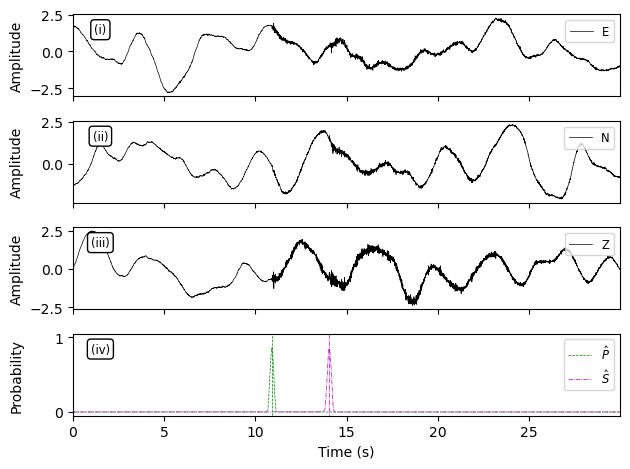 2.5
0.0
−2.5
Amplitude
(i)
E
2.5
0.0
Amplitude
(ii)
N
2.5
0.0
−2.5
Amplitude
(iii)
Z
1
0
Probability
(iv)
P̂
Ŝ
0 5 10 15 20 25
Time (s)